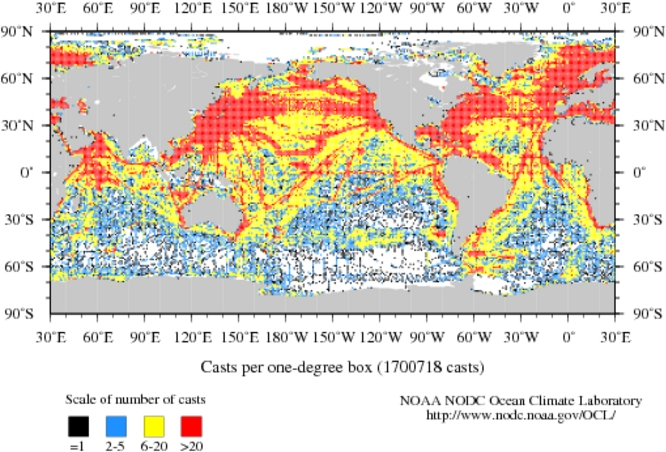 30˚E 60˚E 90˚E 120˚E 150˚E 180˚W 150˚W 120˚W 90˚W 60˚W 30˚W 0˚ 30˚E
90˚N 90˚N
60˚N 60˚N
30˚N 30˚N
0˚ 0˚
30˚S 30˚S
60˚S 60˚S
90˚S 90˚S
30˚E 60˚E 90˚E 120˚E 150˚E 180˚W 150˚W 120˚W 90˚W 60˚W 30˚W 0˚ 30˚E
Casts per one-degree box (1700718 casts)
Scale of number of casts
=1 2-5 6-20 >20
NOAA NODC Ocean Climate Laboratory
http://www.nodc.noaa.gov/OCL/